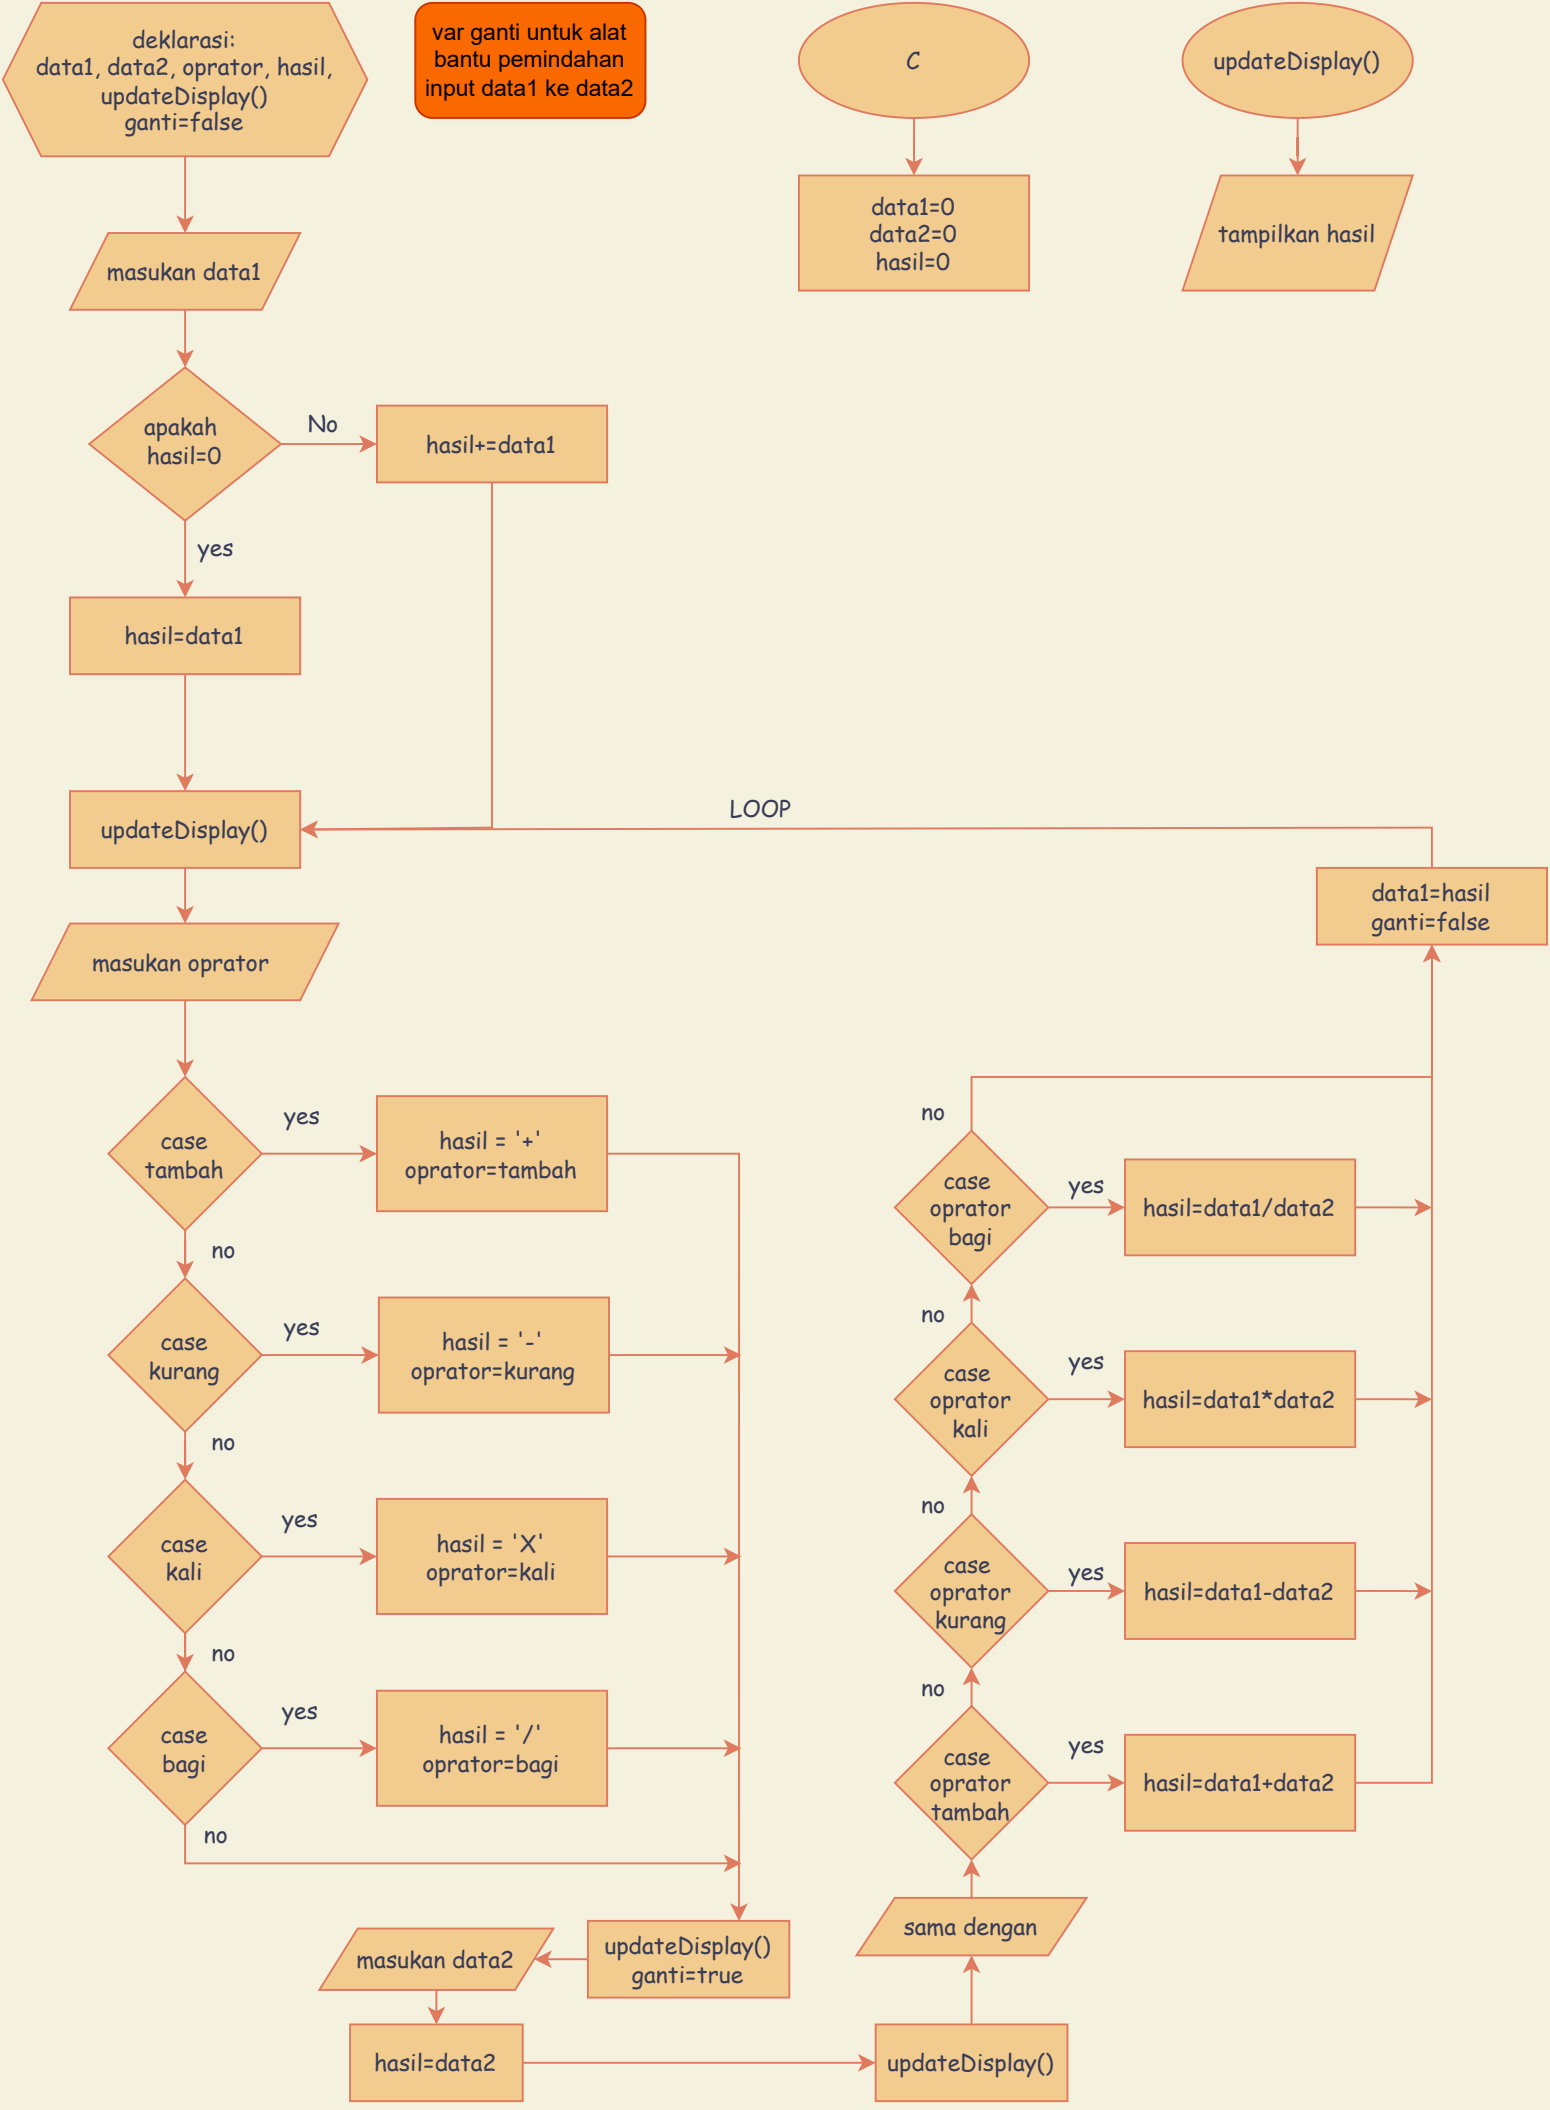 deklarasi:
data1, data2, oprator, hasil,
updateDisplay()
ganti=false
var ganti untuk alat
bantu pemindahan
input data1 ke data2
C
updateDisplay()
data1=0
data2=0
hasil=0
tampilkan hasil
masukan data1
apakah
hasil=0
No
hasil+=data1
yes
hasil=data1
updateDisplay()
LOOP
data1=hasil
ganti=false
masukan oprator
case
tambah
yes
hasil = '+'
oprator=tambah
no
case
kurang
yes
hasil = '-'
oprator=kurang
no
case
kali
yes
hasil = 'X'
oprator=kali
no
case
bagi
yes
hasil = '/'
oprator=bagi
no
updateDisplay()
ganti=true
masukan data2
hasil=data2
updateDisplay()
sama dengan
case
oprator
tambah
yes
hasil=data1+data2
no
case
oprator
kurang
yes
hasil=data1-data2
no
case
oprator
kali
yes
hasil=data1*data2
no
case
oprator
bagi
yes
hasil=data1/data2
no